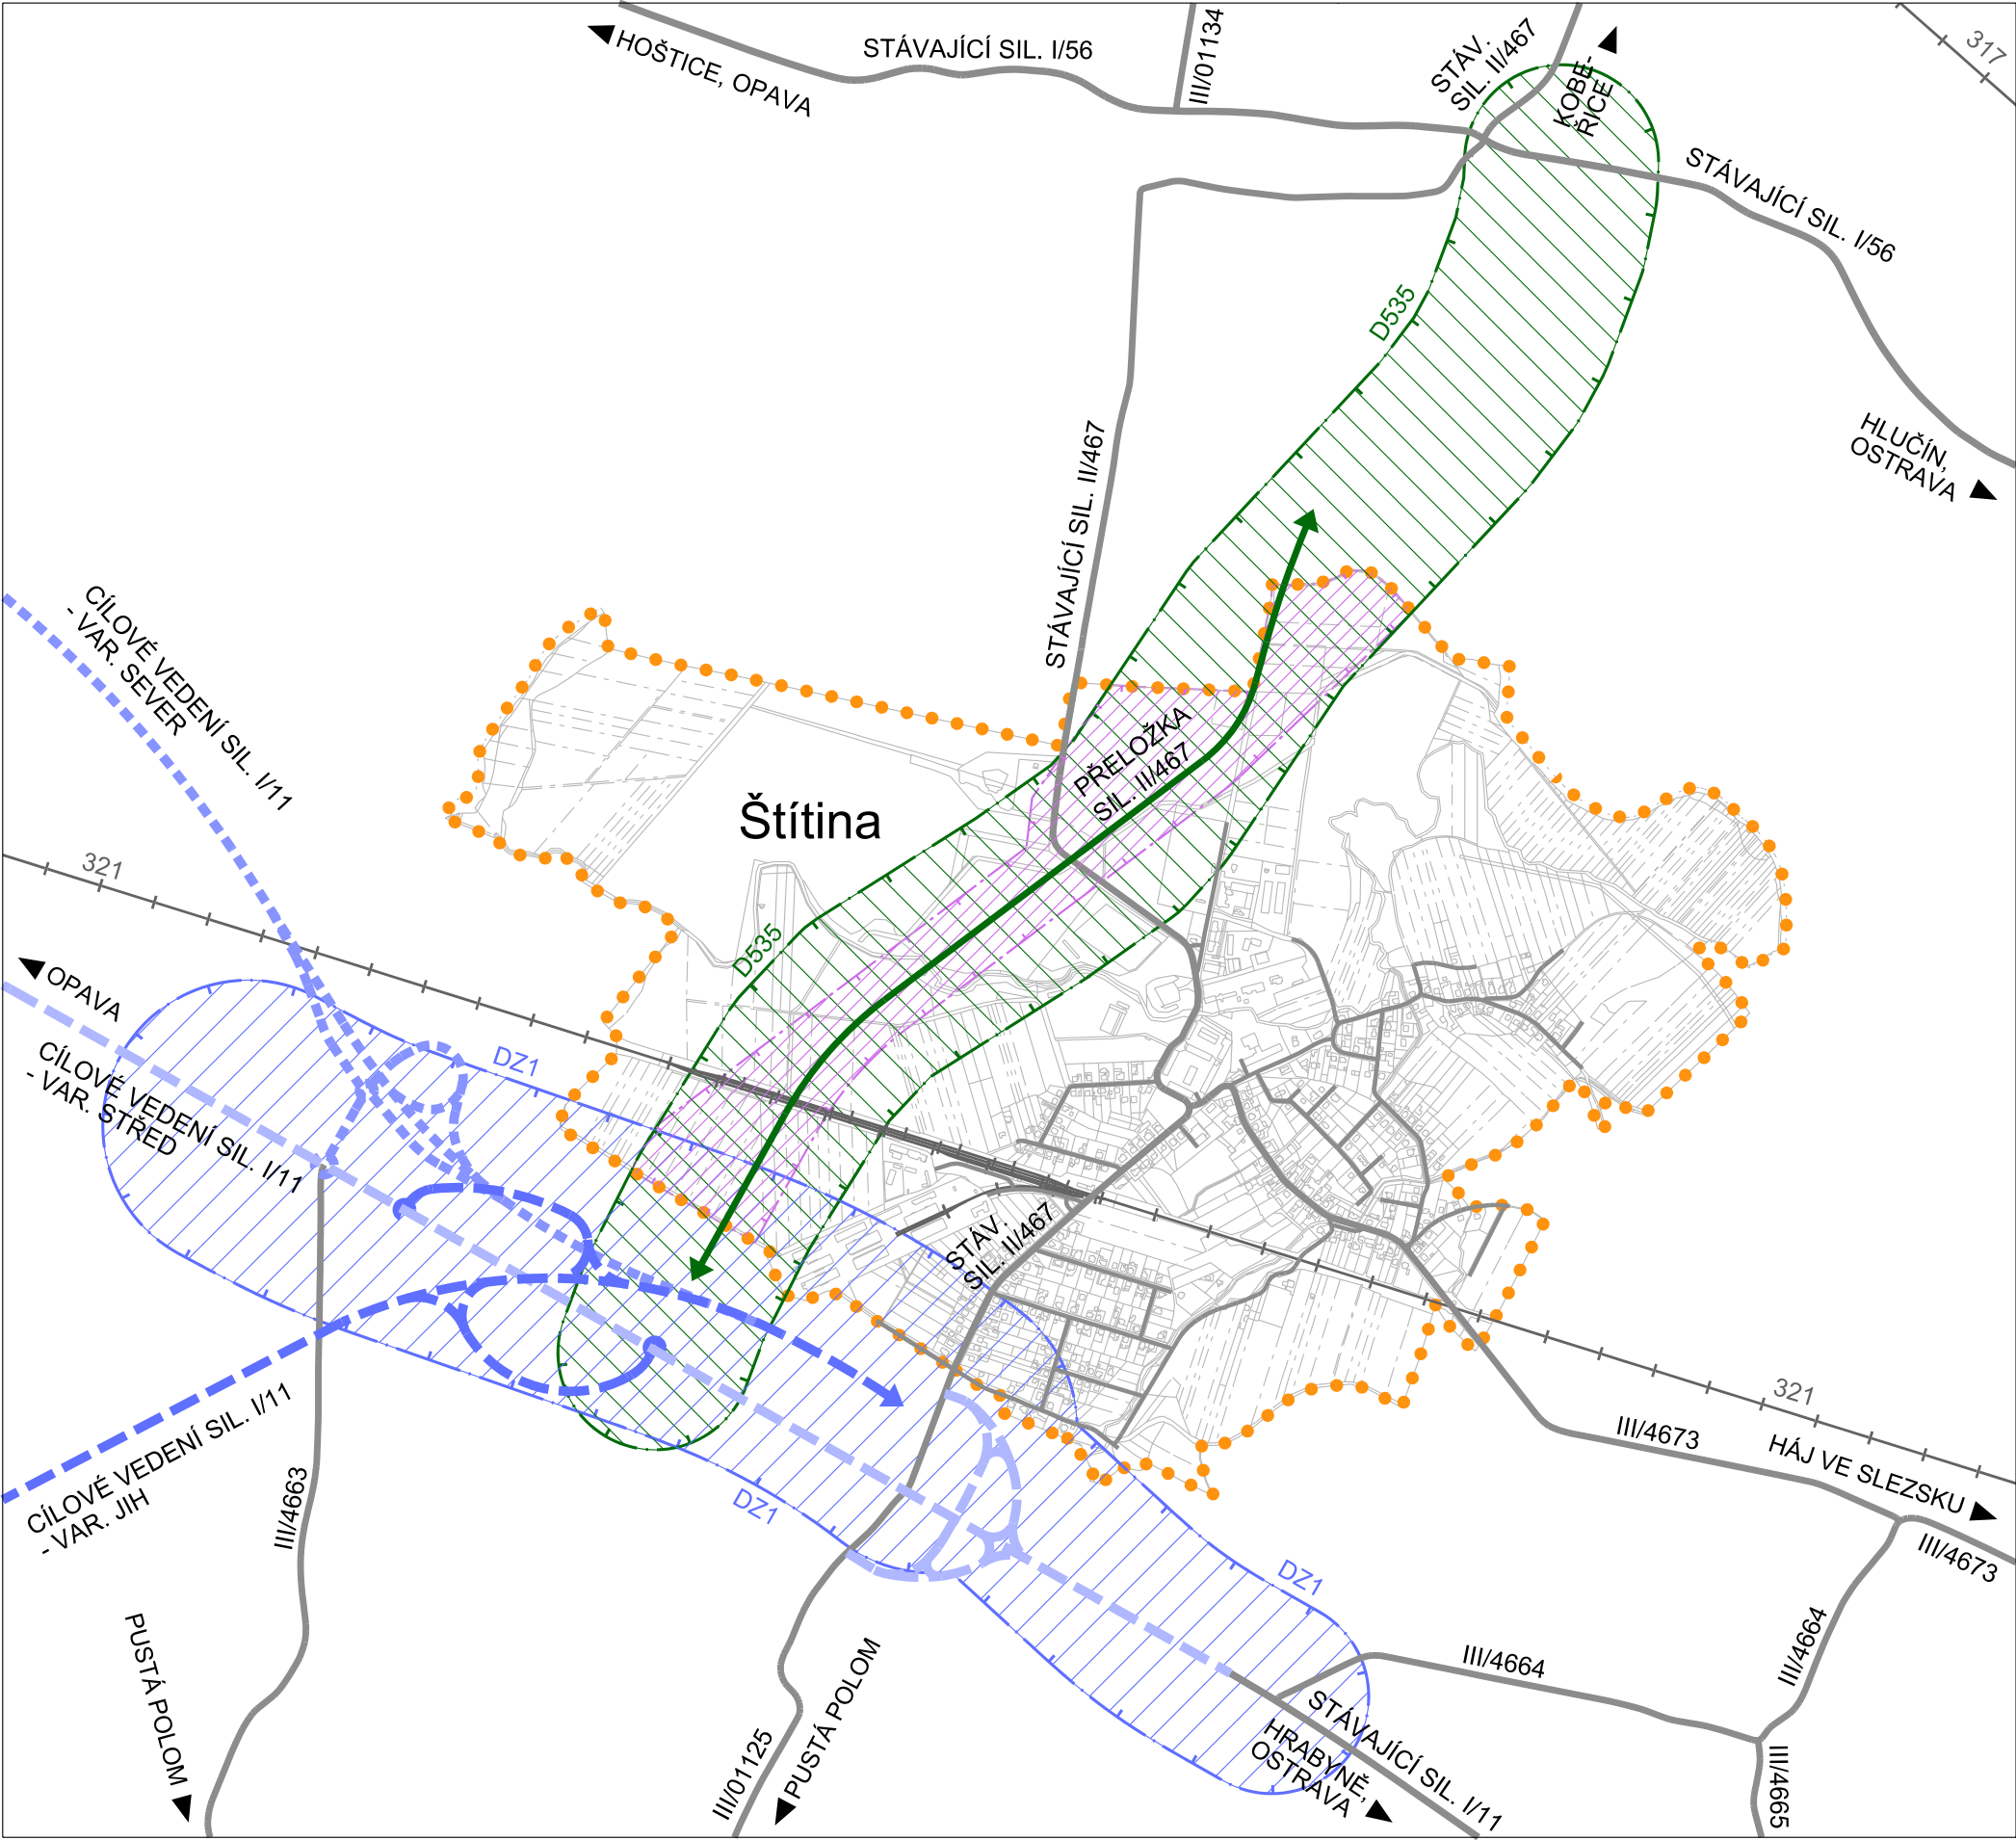 HOŠTICE, OPAVA
STÁVAJÍCÍ SIL. I/56
III/01134
STÁV.
SIL. II/467
KOBE-
ŘICE
317
STÁVAJÍCÍ SIL. I/56
D535
HLUČÍN,
OSTRAVA
STÁVAJÍCÍ SIL. II/467
CÍLOVÉ VEDENÍ SIL. I/11
- VAR. SEVER
PŘELOŽKA
SIL. II/467
Štítina
321
D535
OPAVA
DZ1
CÍLOVÉ VEDENÍ SIL. I/11
- VAR. STŘED
STÁV.
SIL. II/467
321
CÍLOVÉ VEDENÍ SIL. I/11
- VAR. JIH
III/4673
HÁJ VE SLEZSKU
III/4663
DZ1
III/4673
DZ1
PUSTÁ POLOM
PUSTÁ POLOM
III/4664
III/4664
III/01125
STÁVAJÍCÍ SIL. I/11
HRABYNĚ,
OSTRAVA
III/4665